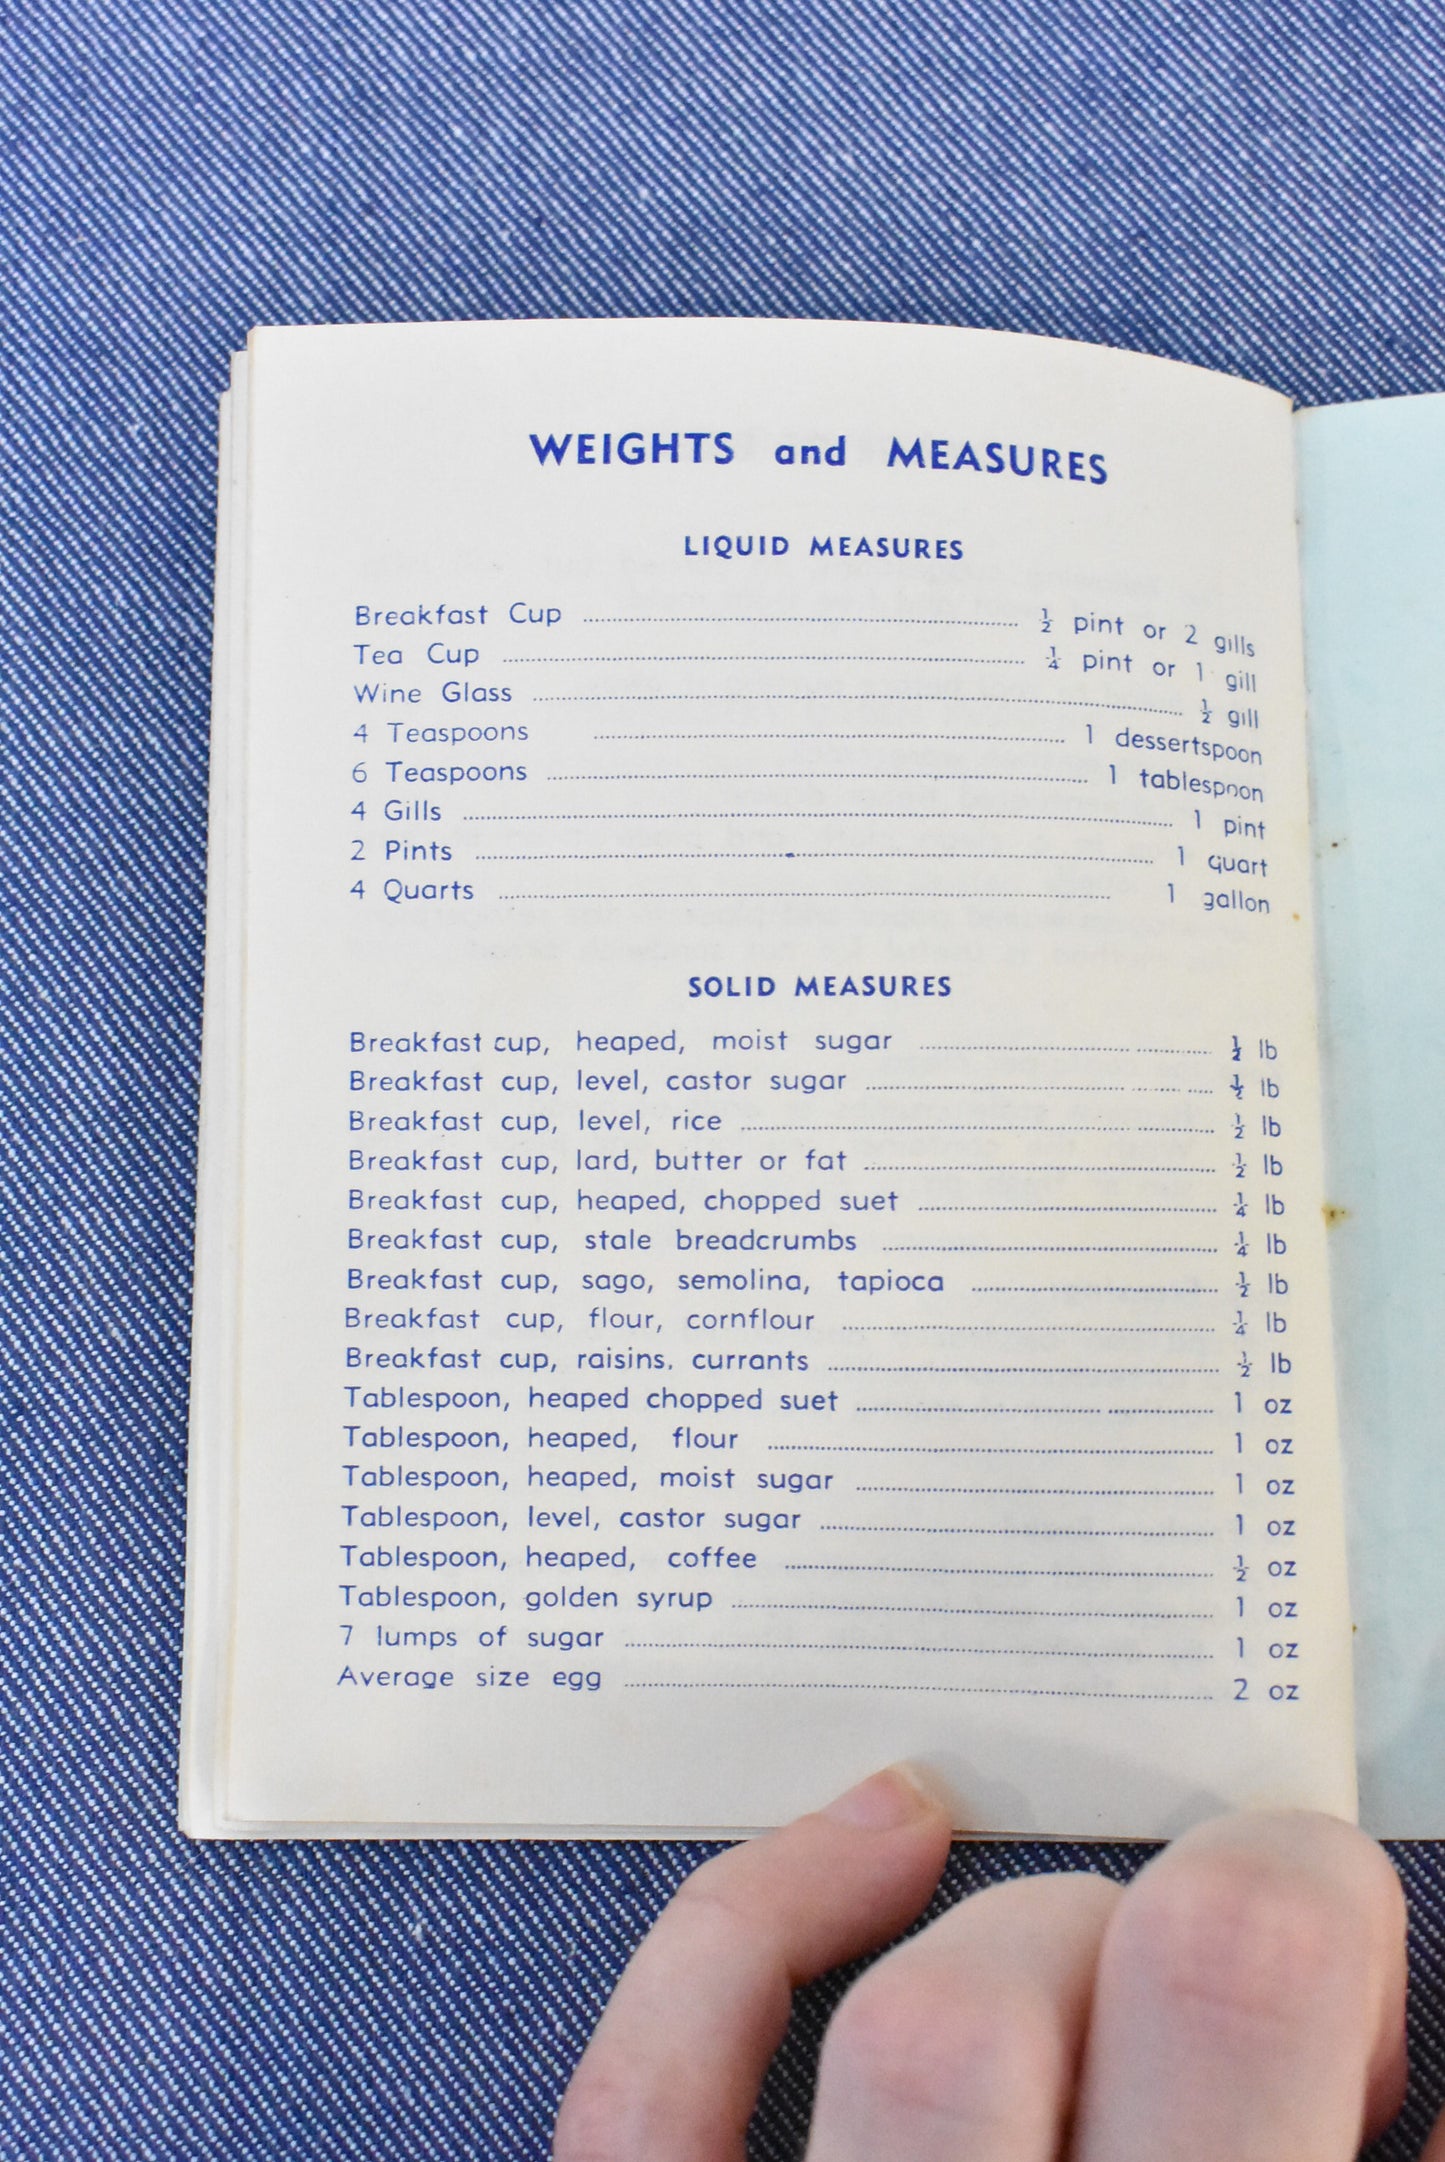 WEIGHTS and MEASURES
LIQUID MEASURES
Breakfast Cup ........ ½ pint or 2 gills
Tea Cup ........ ¼ pint or 1 gill
Wine Glass ........ ½ gill
4 Teaspoons ........ 1 dessertspoon
6 Teaspoons ........ 1 tablespoon
4 Gills ........ 1 pint
2 Pints ........ 1 quart
4 Quarts ........ 1 gallon
SOLID MEASURES
Breakfast cup, heaped, moist sugar ........ ½ lb
Breakfast cup, level, castor sugar ........ ½ lb
Breakfast cup, level, rice ........ ½ lb
Breakfast cup, lard, butter or fat ........ ½ lb
Breakfast cup, heaped, chopped suet ........ ¼ lb
Breakfast cup, stale breadcrumbs ........ ¼ lb
Breakfast cup, sago, semolina, tapioca ........ ½ lb
Breakfast cup, flour, cornflour ........ ¼ lb
Breakfast cup, raisins. currants ........ ½ lb
Tablespoon, heaped chopped suet ........ 1 oz
Tablespoon, heaped, flour ........ 1 oz
Tablespoon, heaped, moist sugar ........ 1 oz
Tablespoon, level, castor sugar ........ 1 oz
Tablespoon, heaped, coffee ........ ½ oz
Tablespoon, golden syrup ........ 1 oz
7 lumps of sugar ........ 1 oz
Average size egg ........ 2 oz